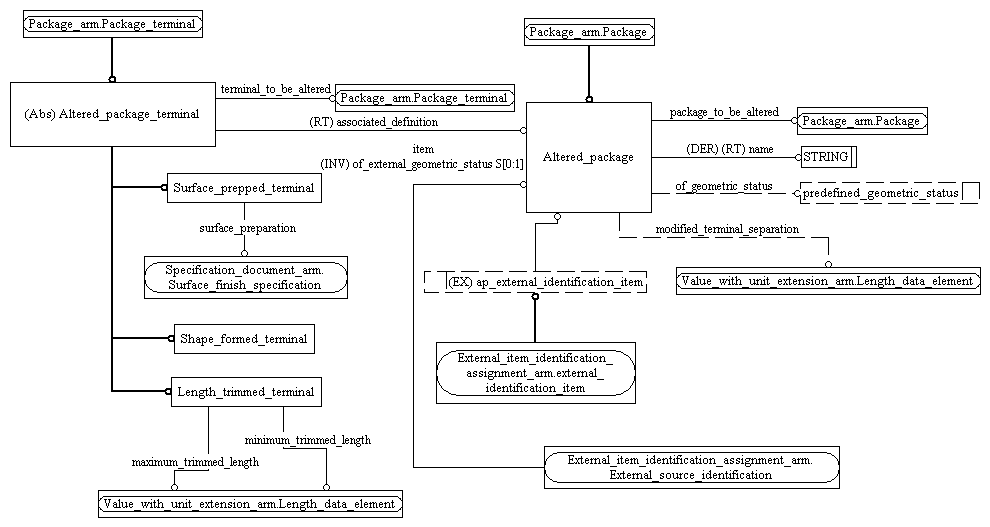 Package_arm.Package_terminal
Package_arm.Package
(Abs) Altered_package_terminal
terminal_to_be_altered
Package_arm.Package_terminal
(RT) associated_definition
Altered_package
package_to_be_altered
Package_arm.Package
(DER) (RT) name
STRING
item
(INV) of_external_geometric_status S[0:1]
of_geometric_status
predefined_geometric_status
Surface_prepped_terminal
surface_preparation
Specification_document_arm.
Surface_finish_specification
modified_terminal_separation
Value_with_unit_extension_arm.Length_data_element
(EX) ap_external_identification_item
Shape_formed_terminal
External_item_identification_
assignment_arm.external_
identification_item
Length_trimmed_terminal
minimum_trimmed_length
maximum_trimmed_length
External_item_identification_assignment_arm.
External_source_identification
Value_with_unit_extension_arm.Length_data_element